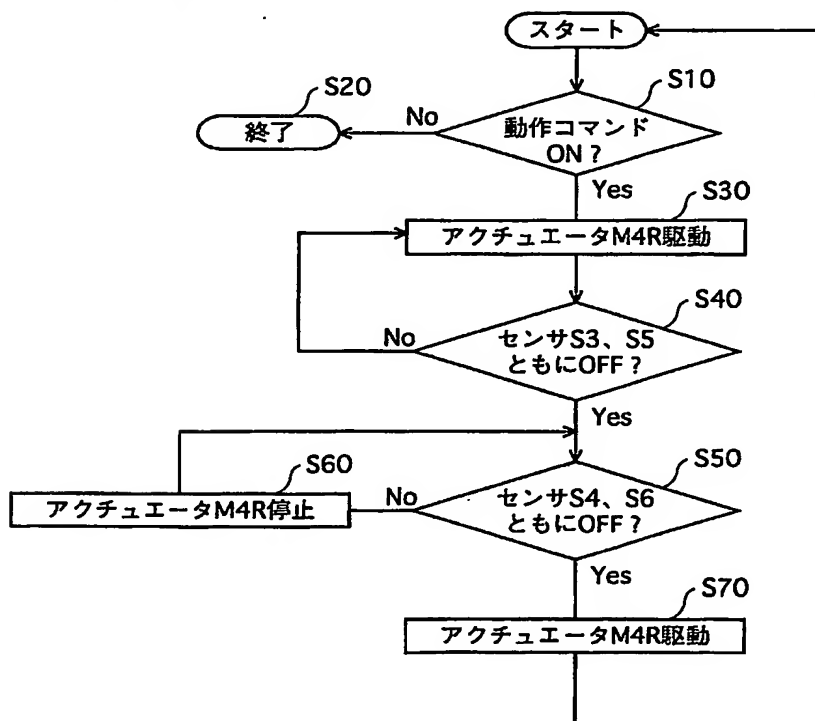 スタート
S10
S20
終了
No
動作コマンド
ON？
Yes
S30
アクチュエータM4R駆動
S40
No
センサS3、S5
ともにOFF？
Yes
S60
アクチュエータM4R停止
S50
No
センサS4、S6
ともにOFF？
Yes
S70
アクチュエータM4R駆動